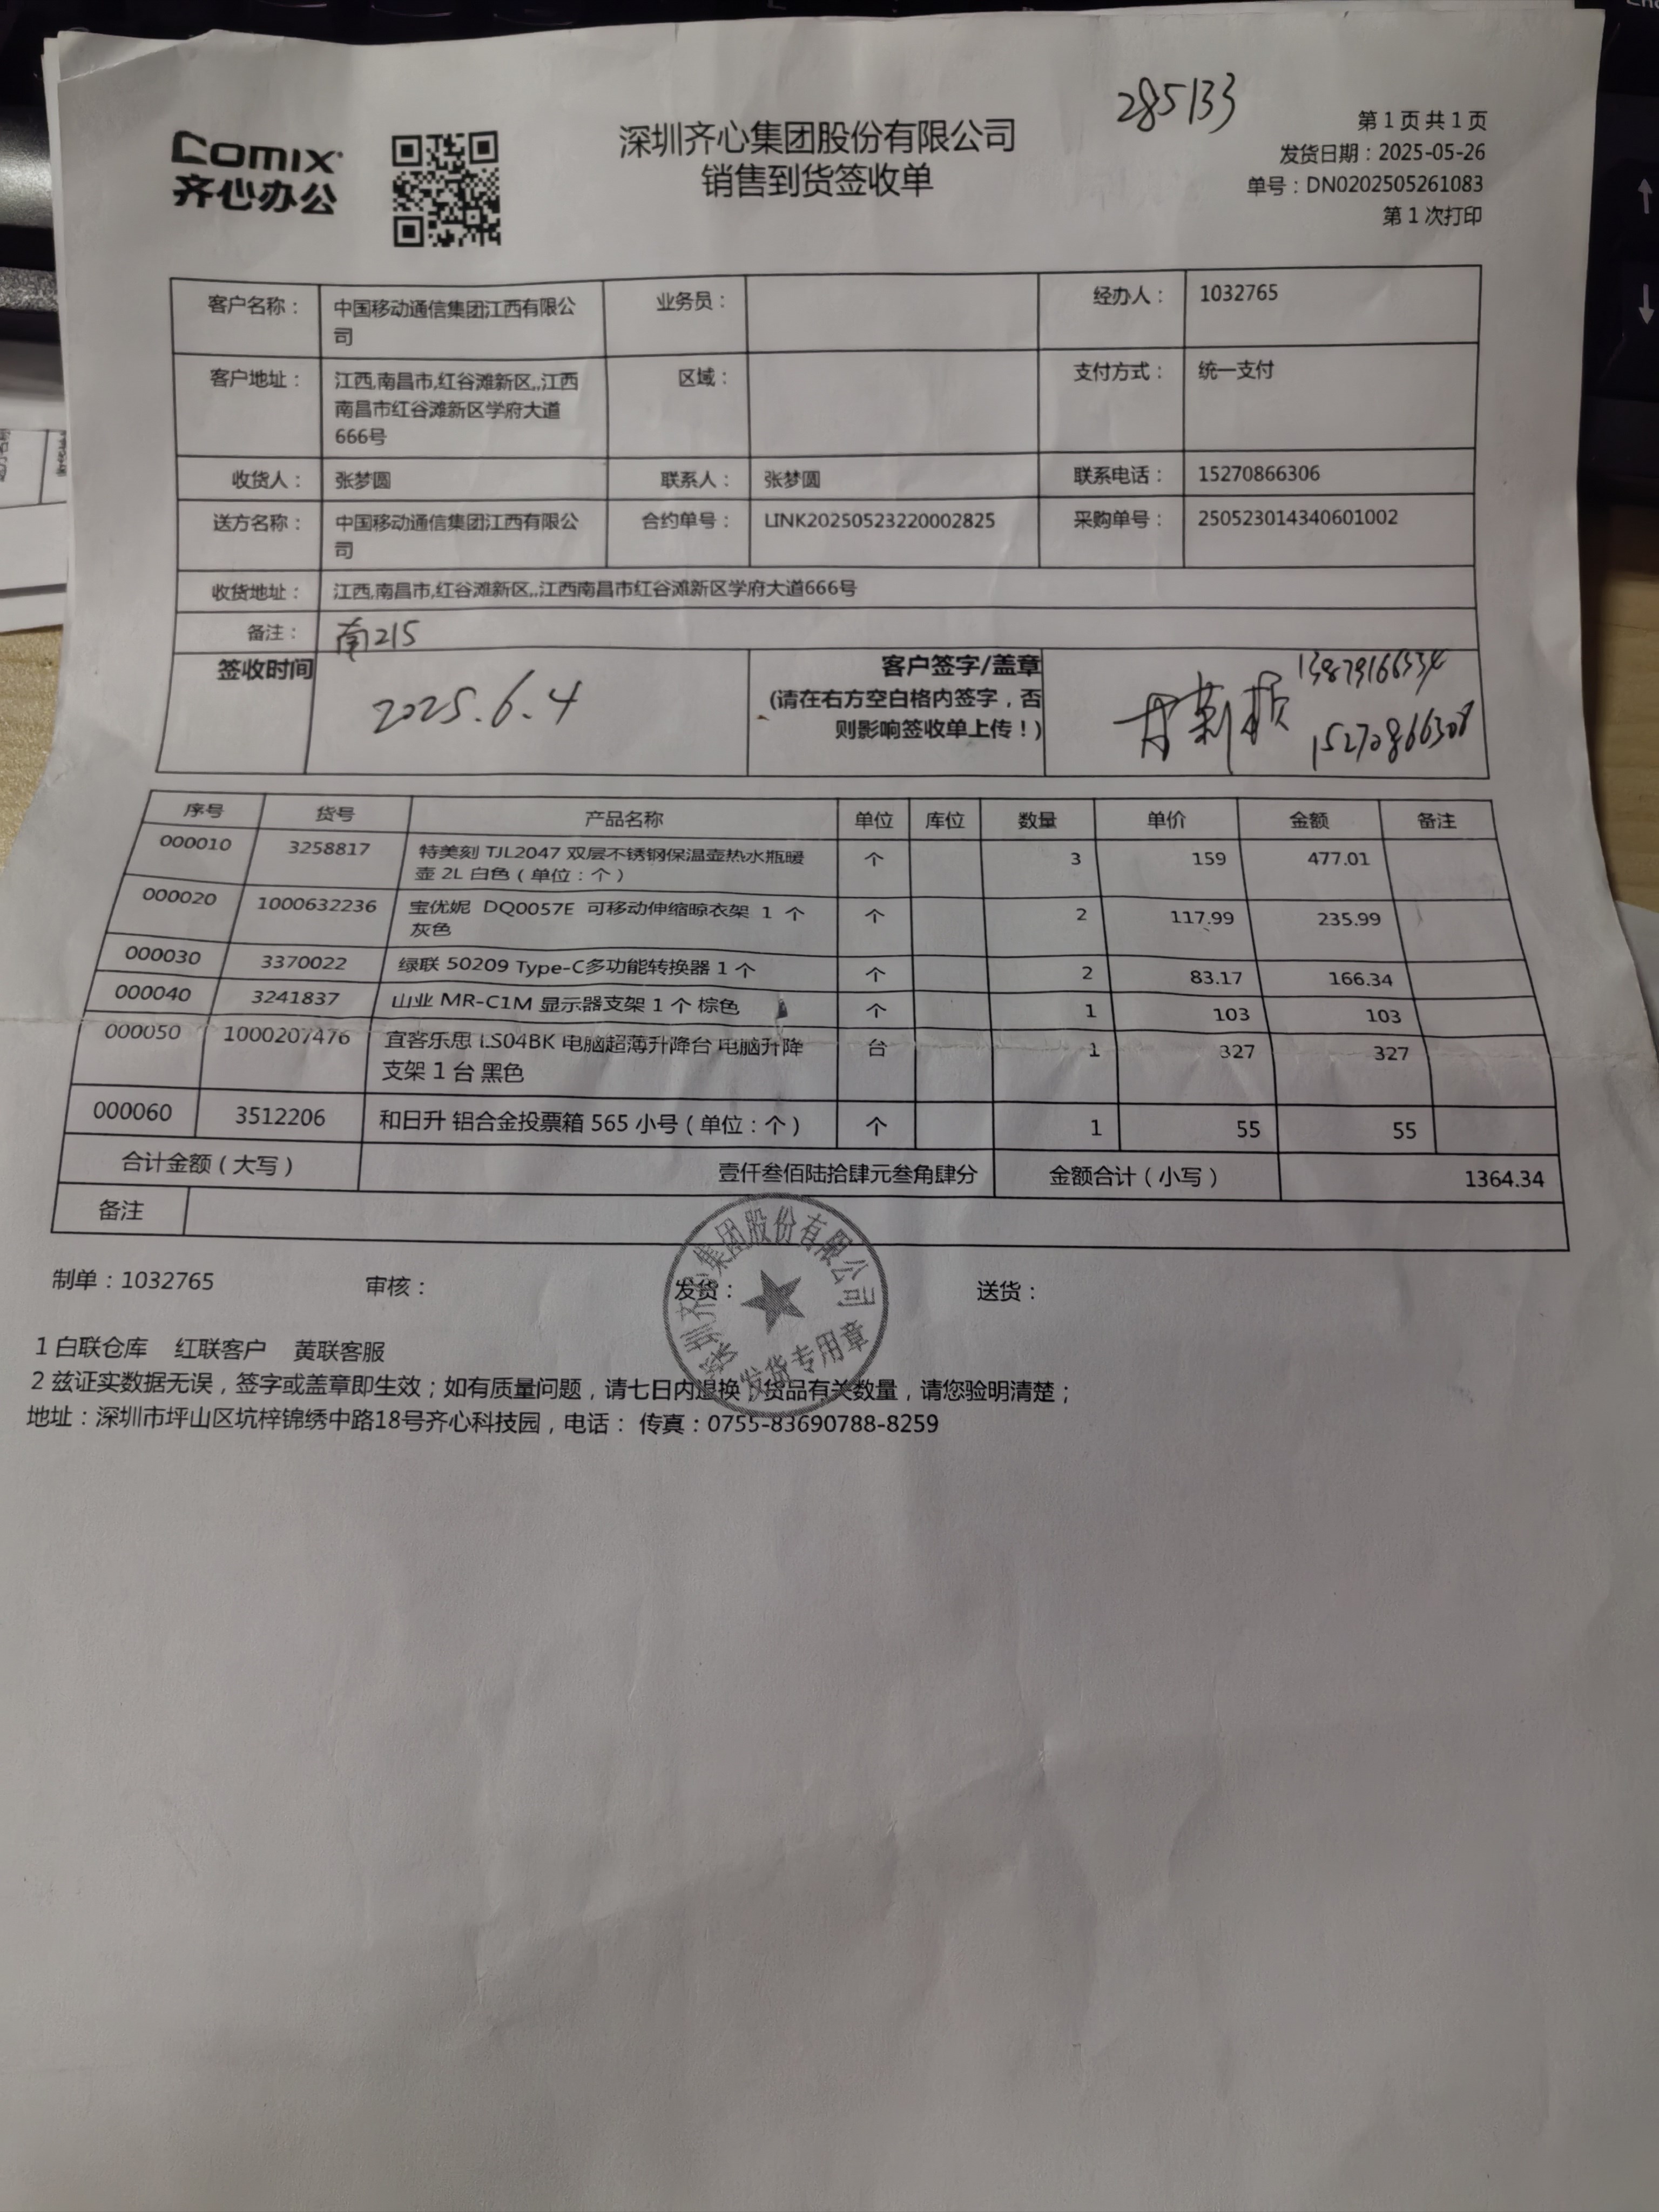 285133
Comix
齐心办公
深圳齐心集团股份有限公司
销售到货签收单
第1页 共1页
发货日期：2025-05-26
单号：DN0202505261083
第1次打印
客户名称： 中国移动通信集团江西有限公 业务员： 经办人： 1032765
司
客户地址： 江西,南昌市,红谷滩新区,,江西 区域： 支付方式： 统一支付
南昌市红谷滩新区学府大道
666号
收货人： 张梦圆 联系人： 张梦圆 联系电话： 15270866306
送方名称： 中国移动通信集团江西有限公 合约单号： LINK20250523220002825 采购单号： 250523014340601002
司
收货地址： 江西,南昌市,红谷滩新区,,江西南昌市红谷滩新区学府大道666号
备注： 南215
签收时间 2025.6.4 客户签字/盖章
(请在右方空白格内签字，否
则影响签收单上传！)
序号 货号 产品名称 单位 库位 数量 单价 金额 备注
000010 3258817 特美刻 TJL2047 双层不锈钢保温壶热水瓶暖 个 3 159 477.01
壶 2L 白色（单位：个）
000020 1000632236 宝优妮 DQ0057E 可移动伸缩晾衣架 1 个 个 2 117.99 235.99
灰色
000030 3370022 绿联 50209 Type-C多功能转换器 1 个 个 2 83.17 166.34
000040 3241837 山业 MR-C1M 显示器支架 1 个 棕色 个 1 103 103
000050 1000207476 宜客乐思 LS04BK 电脑超薄升降台 电脑升降 台 1 327 327
支架 1 台 黑色
000060 3512206 和日升 铝合金投票箱 565 小号（单位：个） 个 1 55 55
合计金额（大写） 壹仟叁佰陆拾肆元叁角肆分 金额合计（小写） 1364.34
备注
制单：1032765 审核： 发货： 送货：
深圳齐心集团股份有限公司
发货专用章
1 白联仓库 红联客户 黄联客服
2 兹证实数据无误，签字或盖章即生效；如有质量问题，请七日内退换，货品有关数量，请您验明清楚；
地址：深圳市坪山区坑梓锦绣中路18号齐心科技园，电话： 传真：0755-83690788-8259